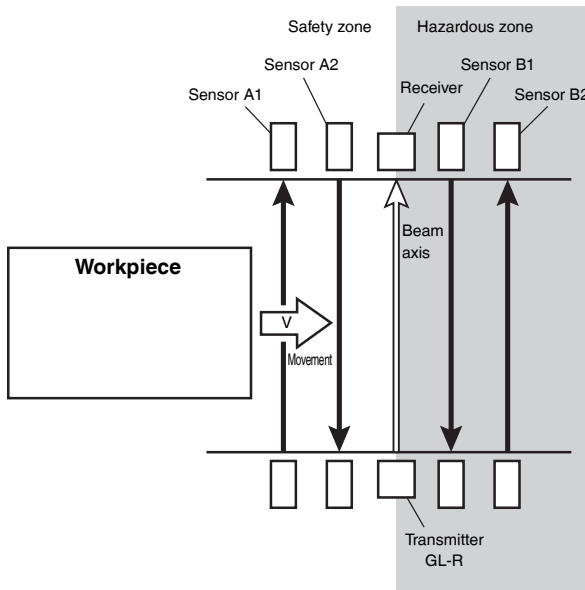 Safety zone
Hazardous zone
Sensor A2
Sensor B1
Receiver
Sensor A1
Sensor B2
Beam
axis
Workpiece
V
Movement
Transmitter
GL-R